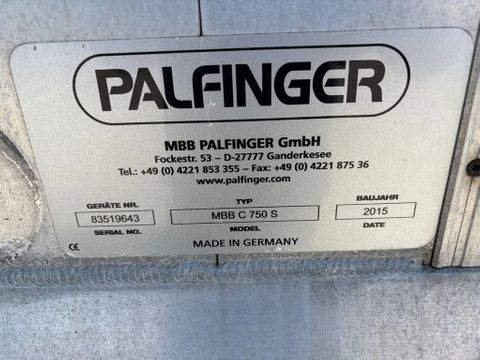 PALFINGER
MBB PALFINGER GmbH
Fockestr. 53 – D-27777 Ganderkesee
Tel.: +49 (0) 4221 853 355 – Fax: +49 (0) 4221 875 36
www.palfinger.com
GERÄTE NR. TYP BAUJAHR
83519643 MBB C 750 S 2015
SERIAL NO. MODEL DATE
CE MADE IN GERMANY